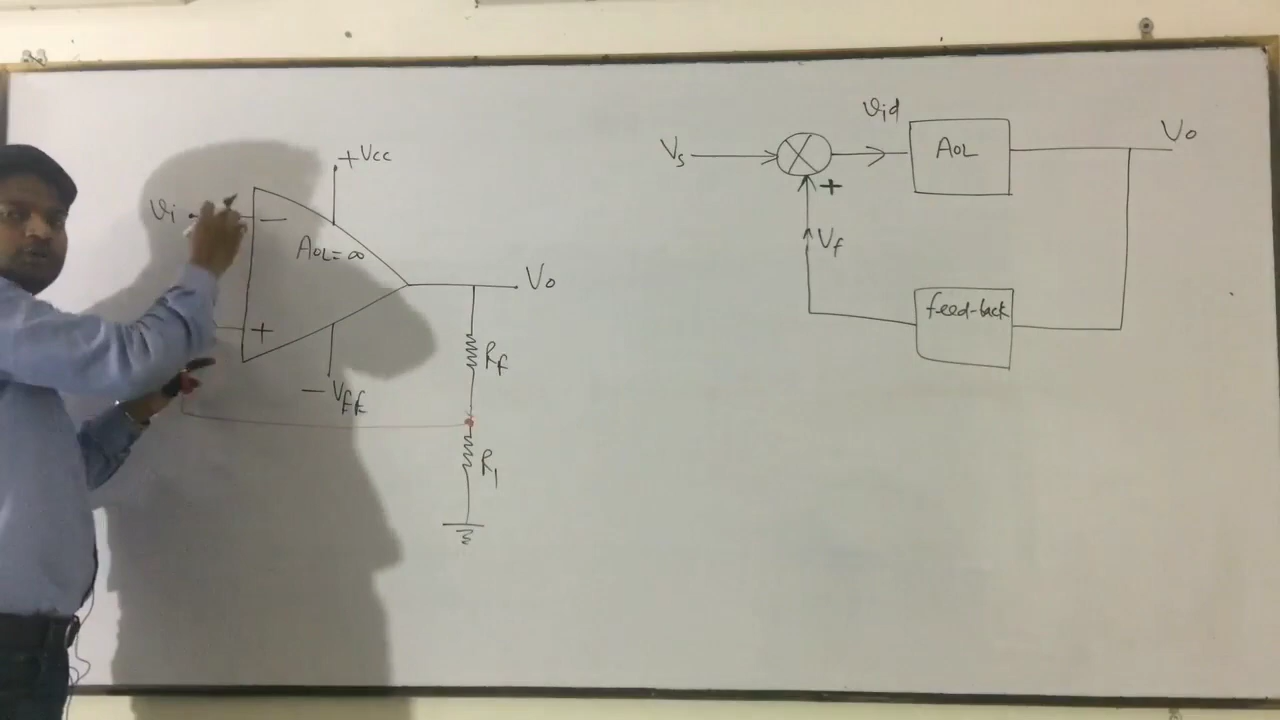 +Vcc
Vi
−
AOL=∞
+
−VEE
Vo
Rf
R1
Vs
Vid
AOL
Vo
+
Vf
feed-back